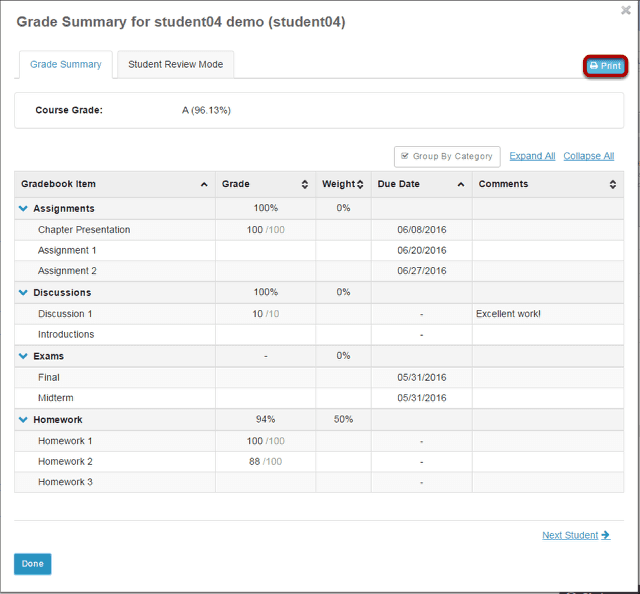 Grade Summary for student04 demo (student04)
Grade Summary Student Review Mode Print
Course Grade: A (96.13%)
Group By Category Expand All Collapse All
Gradebook Item Grade Weight Due Date Comments
Assignments 100% 0%
Chapter Presentation 100 /100 06/08/2016
Assignment 1 06/20/2016
Assignment 2 06/27/2016
Discussions 100% 0%
Discussion 1 10 /10 - Excellent work!
Introductions -
Exams - 0%
Final 05/31/2016
Midterm 05/31/2016
Homework 94% 50%
Homework 1 100 /100 -
Homework 2 88 /100 -
Homework 3 -
Next Student
Done